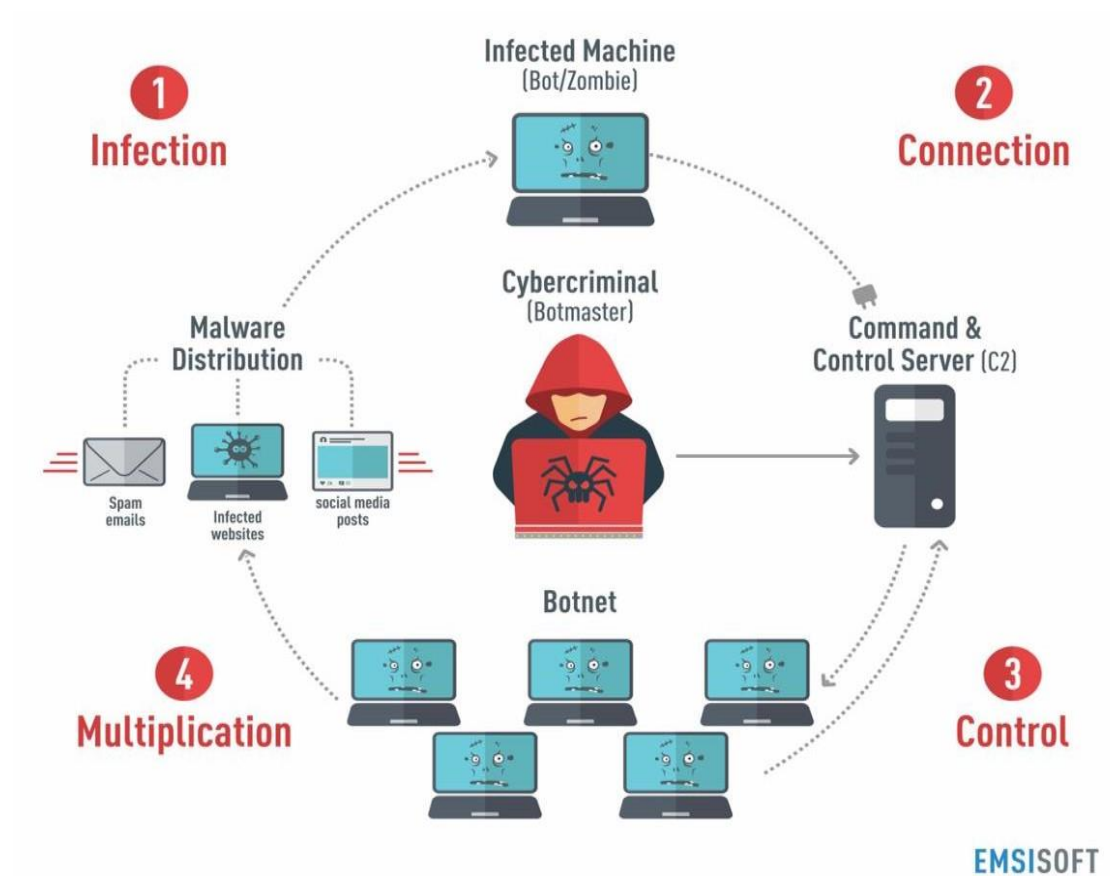 Infected Machine
(Bot/Zombie)
1
Infection
2
Connection
Cybercriminal
(Botmaster)
Malware
Distribution
Command &
Control Server (C2)
Spam
emails
Infected
websites
social media
posts
Botnet
4
Multiplication
3
Control
EMSISOFT